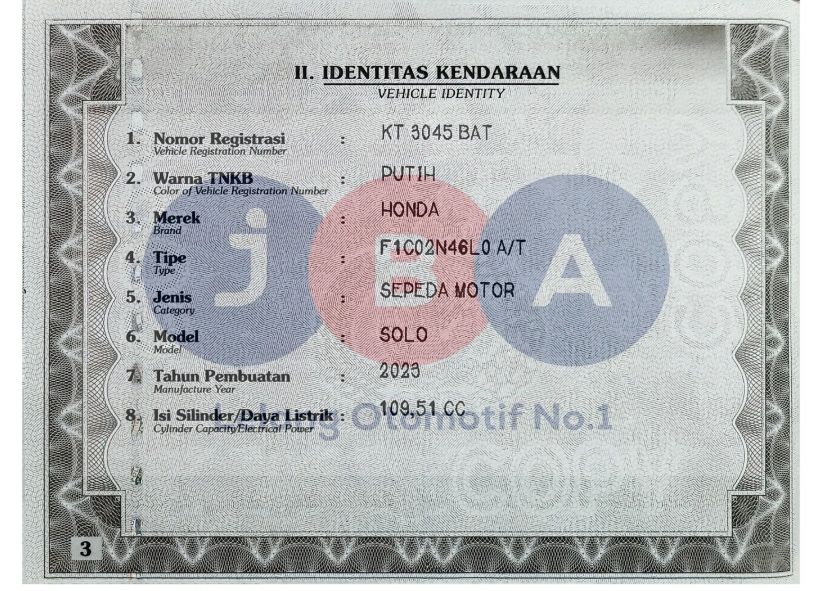 II. IDENTITAS KENDARAAN
VEHICLE IDENTITY
1. Nomor Registrasi : KT 3045 BAT
Vehicle Registration Number
2. Warna TNKB : PUTIH
Color of Vehicle Registration Number
3. Merek : HONDA
Brand
4. Tipe : F1C02N46L0 A/T
Type
5. Jenis : SEPEDA MOTOR
Category
6. Model : SOLO
Model
7. Tahun Pembuatan : 2023
Manufacture Year
8. Isi Silinder/Daya Listrik : 109,51 CC
Cylinder Capacity/Electrical Power
JBA
Lelang Otomotif No.1
COPY
3